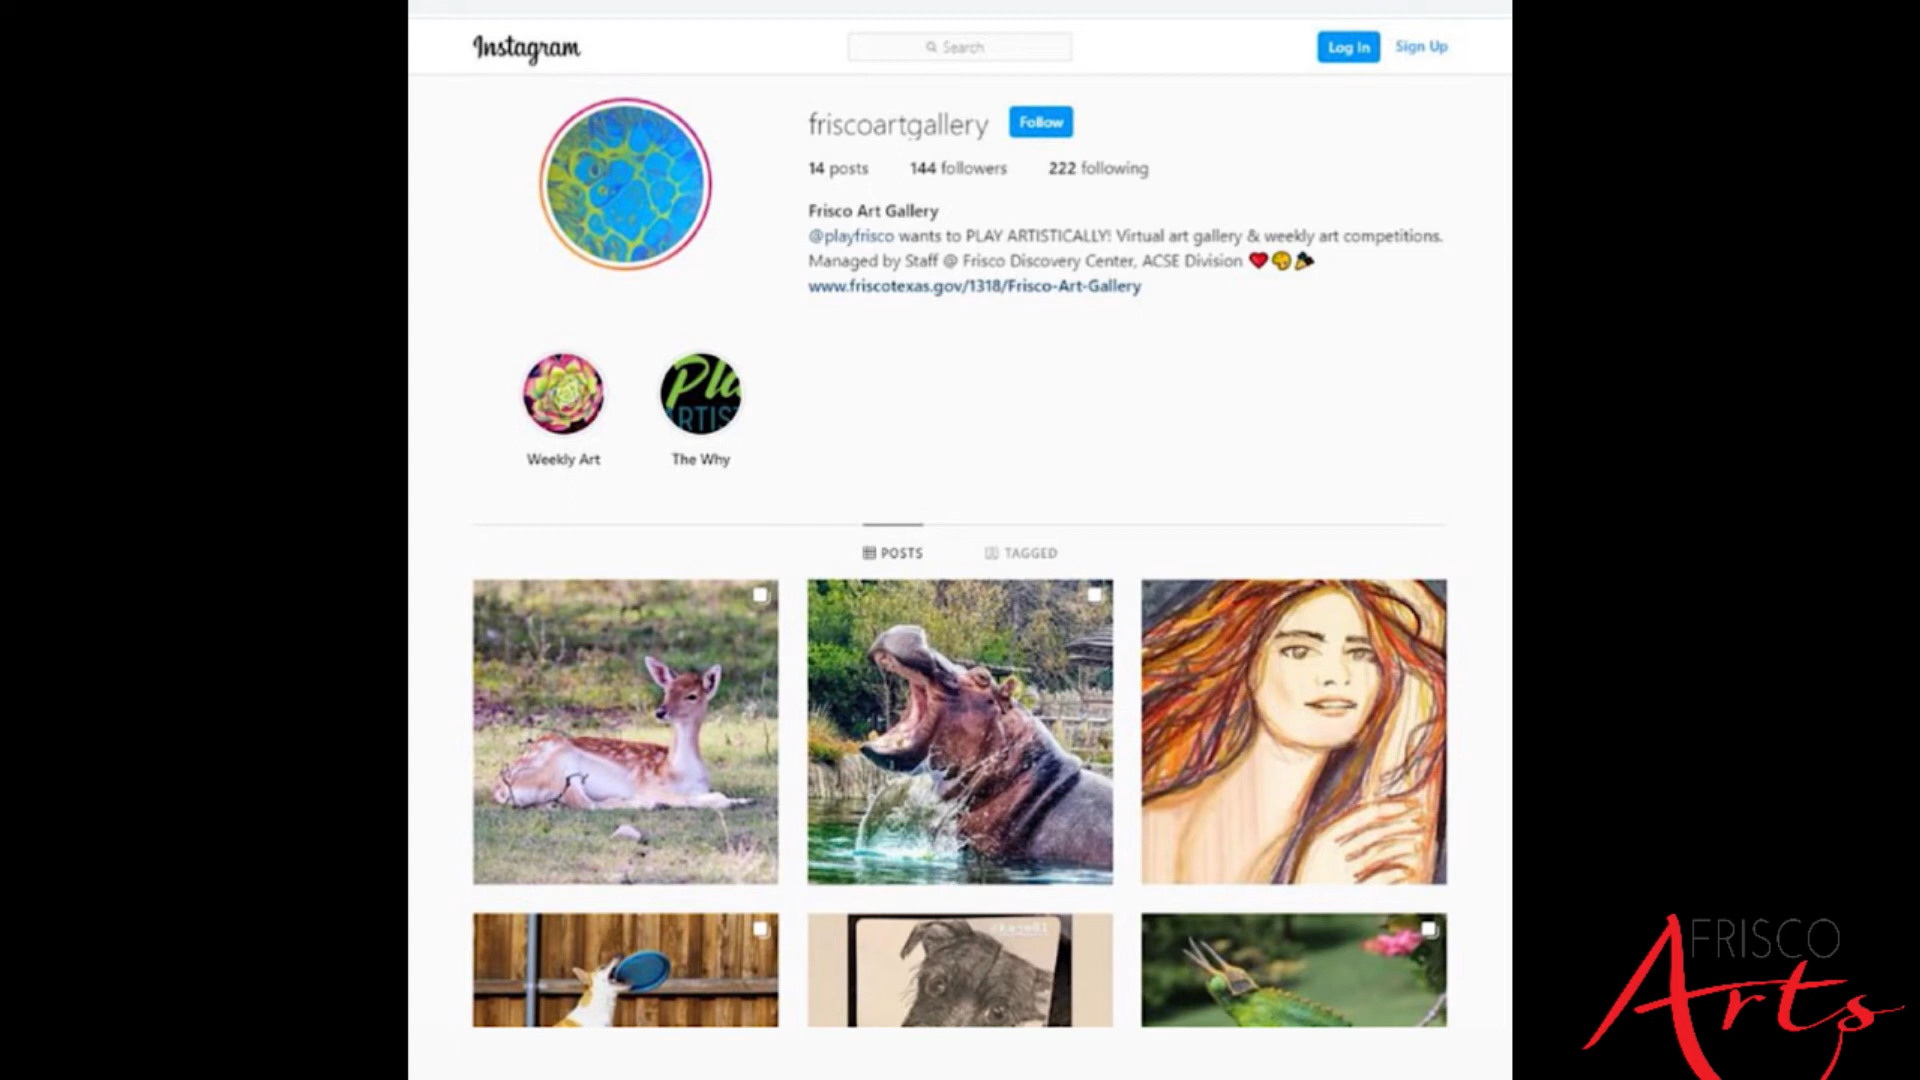 Instagram
Search
Log In
Sign Up
friscoartgallery
Follow
14 posts 144 followers 222 following
Frisco Art Gallery
@playfrisco wants to PLAY ARTISTICALLY! Virtual art gallery & weekly art competitions.
Managed by Staff @ Frisco Discovery Center, ACSE Division ❤️🎨🎉
www.friscotexas.gov/1318/Frisco-Art-Gallery
Pla
RTIS
Weekly Art
The Why
POSTS
TAGGED
FRISCO
Arts